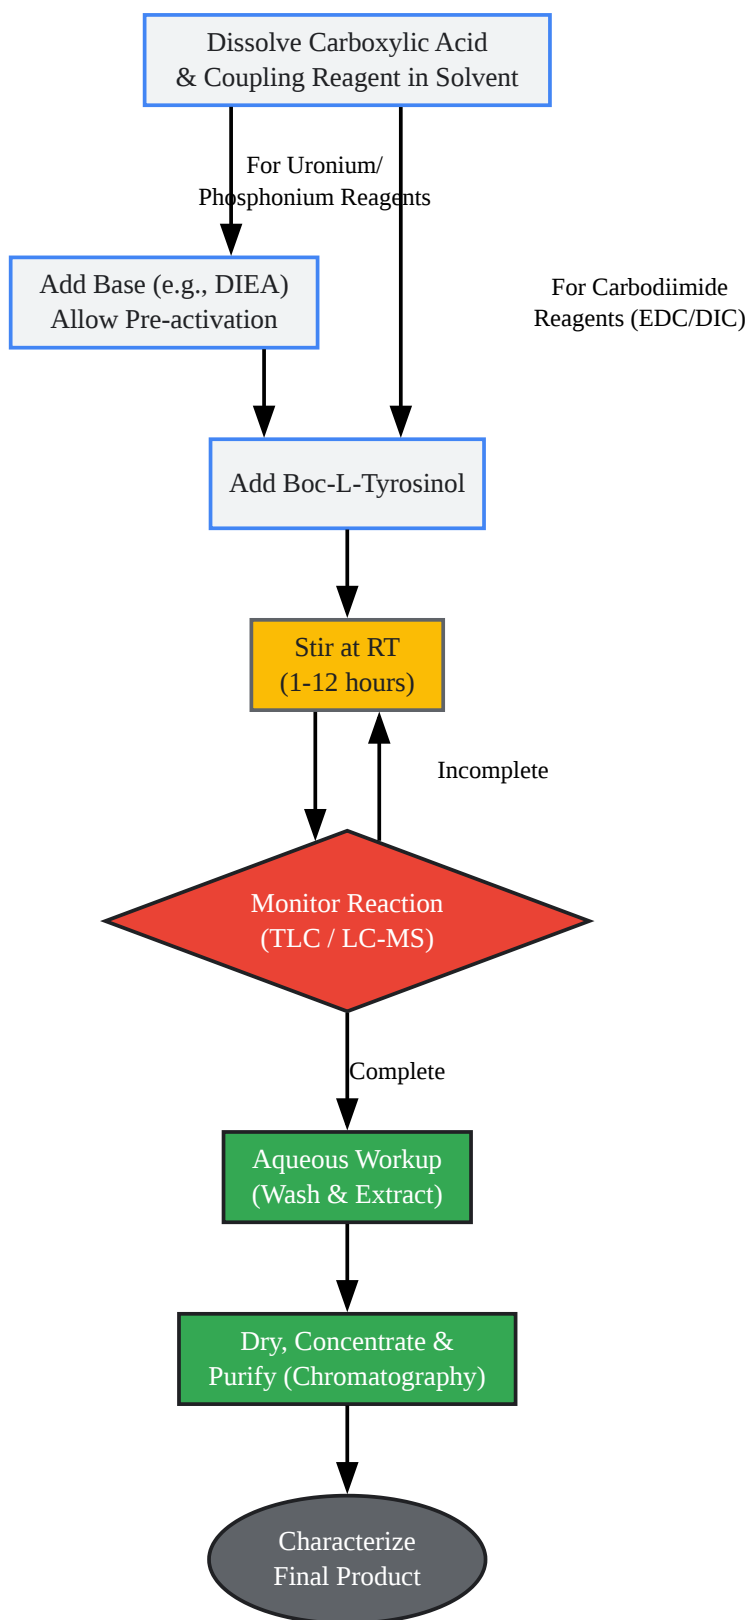 Dissolve Carboxylic Acid
& Coupling Reagent in Solvent
For Uronium/
Phosphonium Reagents
Add Base (e.g., DIEA)
Allow Pre-activation
For Carbodiimide
Reagents (EDC/DIC)
Add Boc-L-Tyrosinol
Stir at RT
(1-12 hours)
Incomplete
Monitor Reaction
(TLC / LC-MS)
Complete
Aqueous Workup
(Wash & Extract)
Dry, Concentrate &
Purify (Chromatography)
Characterize
Final Product